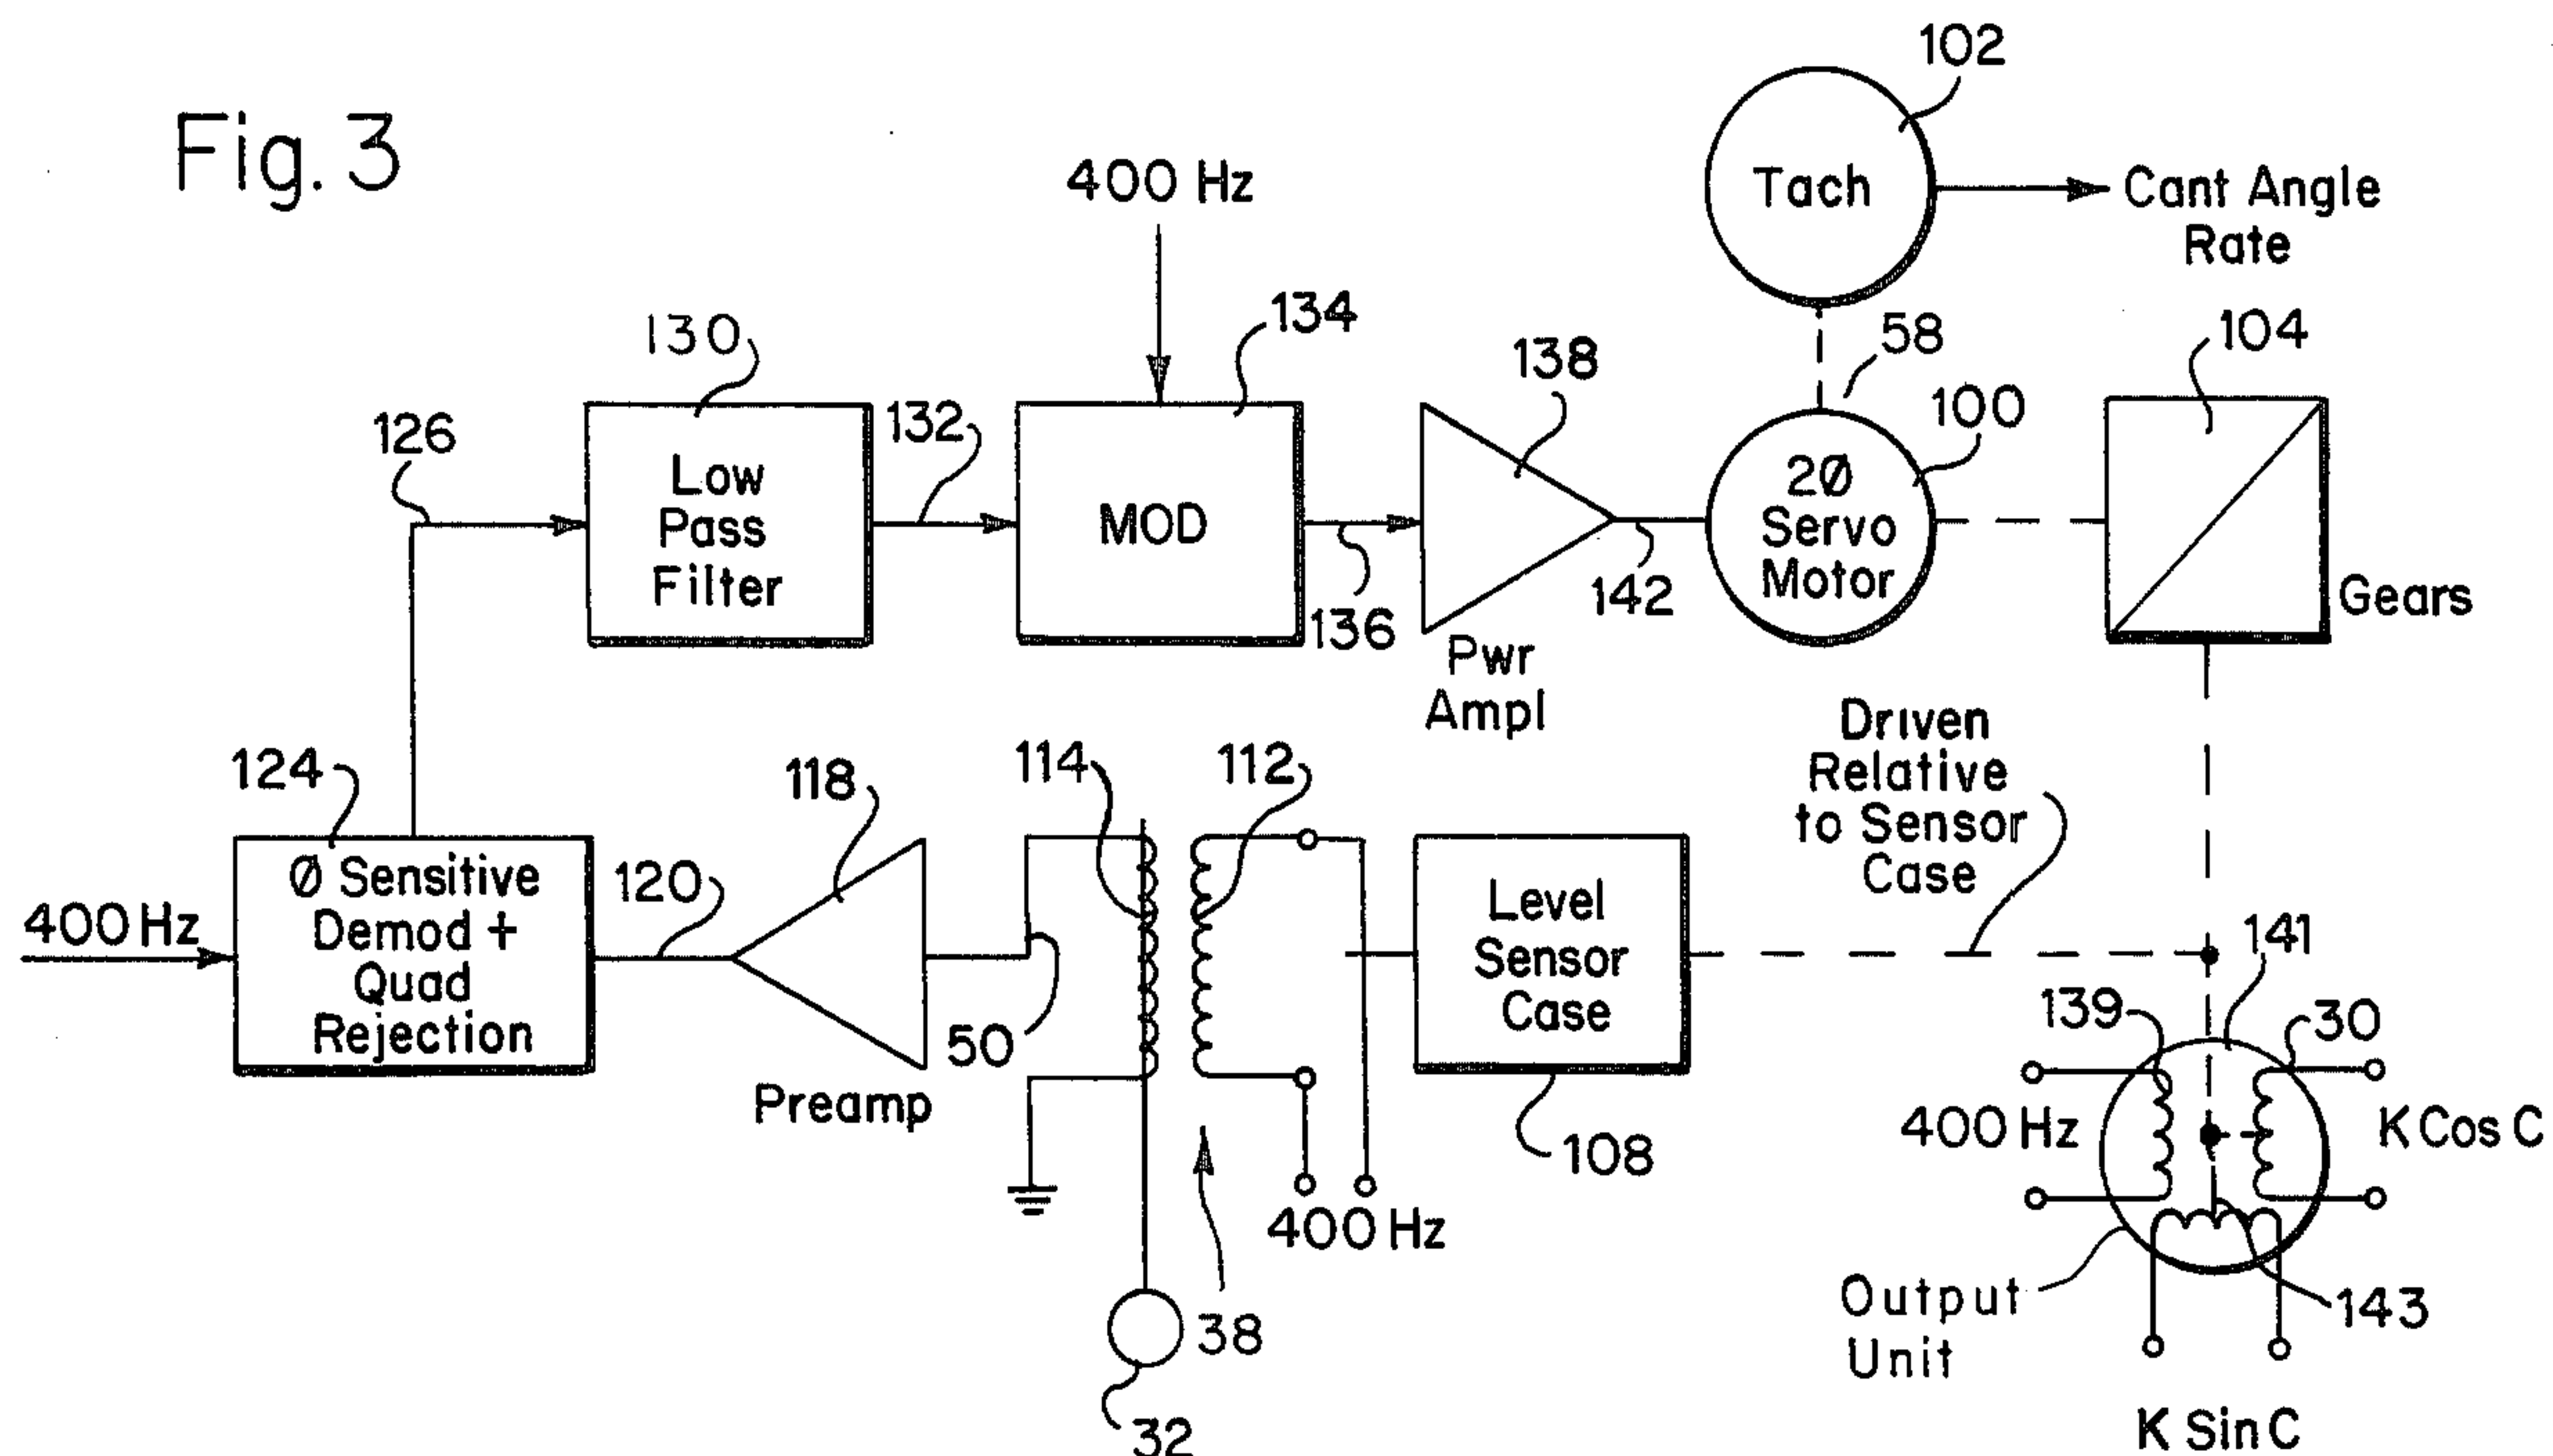 Fig. 3
102
Tach
Cant Angle
Rate
400 Hz
58
130
134
138
104
126
132
100
Low
Pass
Filter
MOD
2Ø
Servo
Motor
136
142
Gears
Pwr
Ampl
Driven
Relative
to Sensor
Case
124
118
114
112
Ø Sensitive
Demod +
Quad
Rejection
400 Hz
120
50
Preamp
Level
Sensor
Case
108
141
139
30
400 Hz
K Cos C
400 Hz
38
32
Output
Unit
143
K Sin C